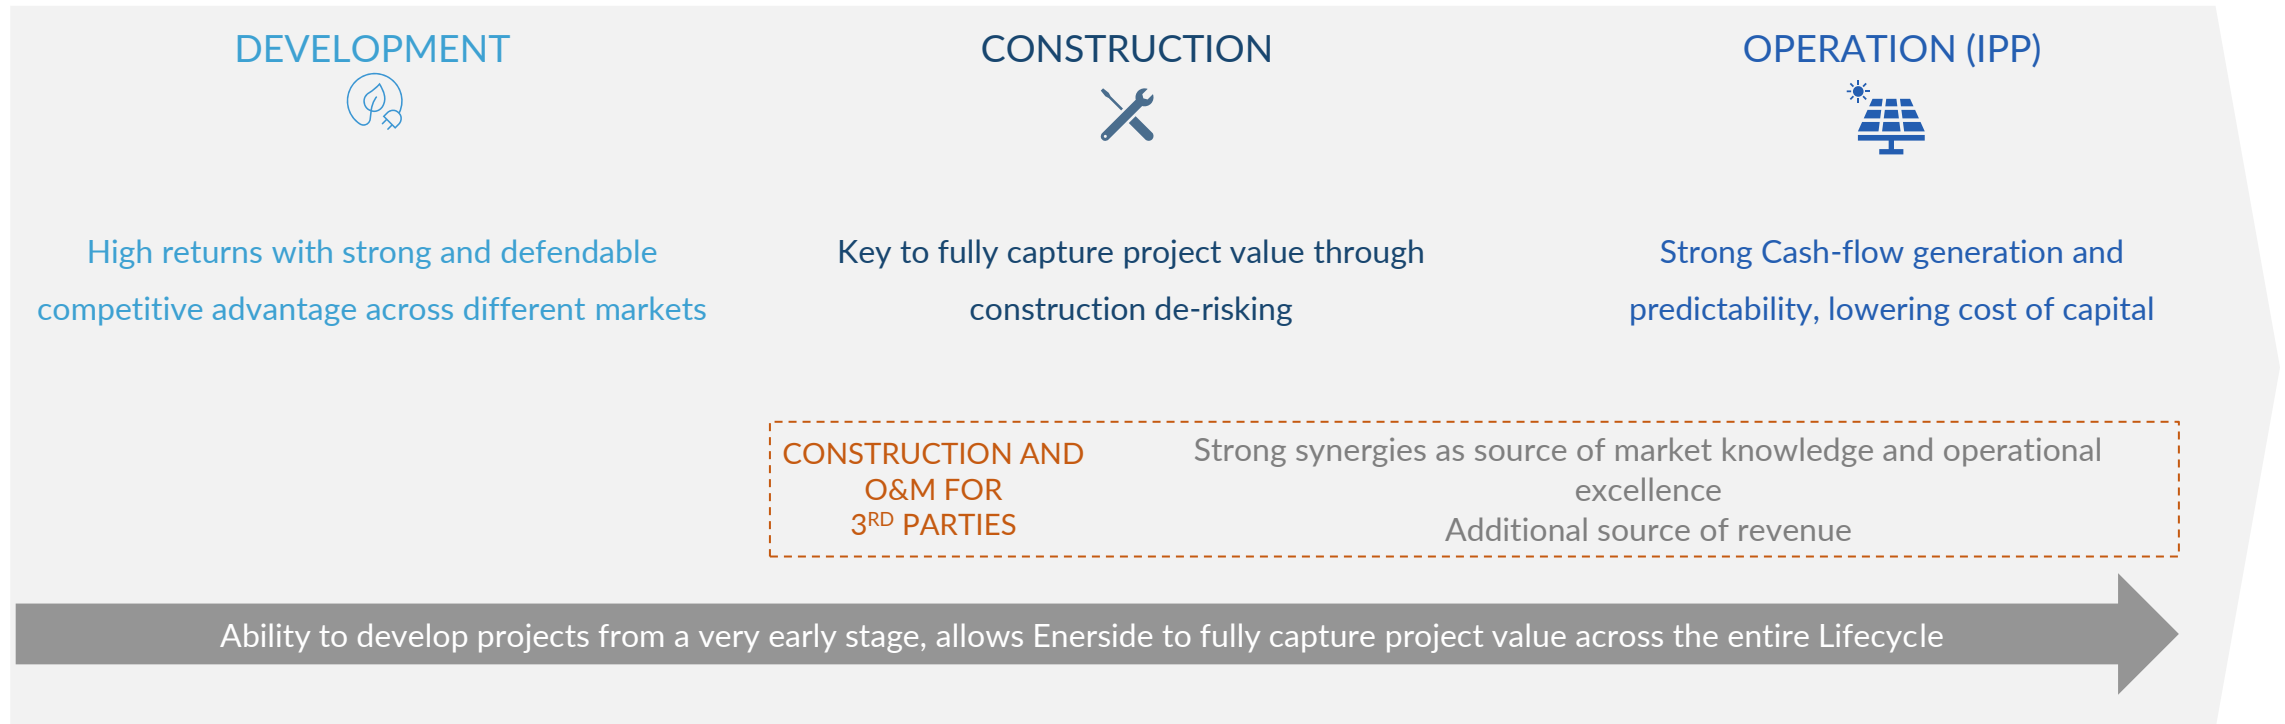 DEVELOPMENT
CONSTRUCTION
OPERATION (IPP)
High returns with strong and defendable
competitive advantage across different markets
Key to fully capture project value through
construction de-risking
Strong Cash-flow generation and
predictability, lowering cost of capital
CONSTRUCTION AND
O&M FOR
3RD PARTIES
Strong synergies as source of market knowledge and operational
excellence
Additional source of revenue
Ability to develop projects from a very early stage, allows Enerside to fully capture project value across the entire Lifecycle